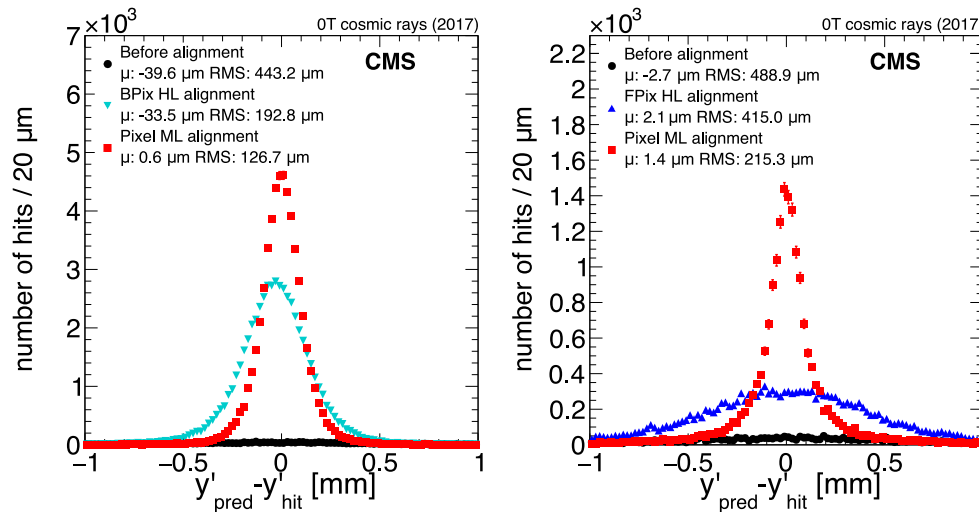 ×10³
0T cosmic rays (2017)
7
6
5
4
3
2
1
0
number of hits / 20 μm
Before alignment
μ: -39.6 μm RMS: 443.2 μm
BPix HL alignment
μ: -33.5 μm RMS: 192.8 μm
Pixel ML alignment
μ: 0.6 μm RMS: 126.7 μm
CMS
−1 −0.5 0 0.5 1
y'pred-y'hit [mm]
×10³
0T cosmic rays (2017)
2.2
2
1.8
1.6
1.4
1.2
1
0.8
0.6
0.4
0.2
0
number of hits / 20 μm
Before alignment
μ: -2.7 μm RMS: 488.9 μm
FPix HL alignment
μ: 2.1 μm RMS: 415.0 μm
Pixel ML alignment
μ: 1.4 μm RMS: 215.3 μm
CMS
−1 −0.5 0 0.5
y'pred-y'hit [mm]